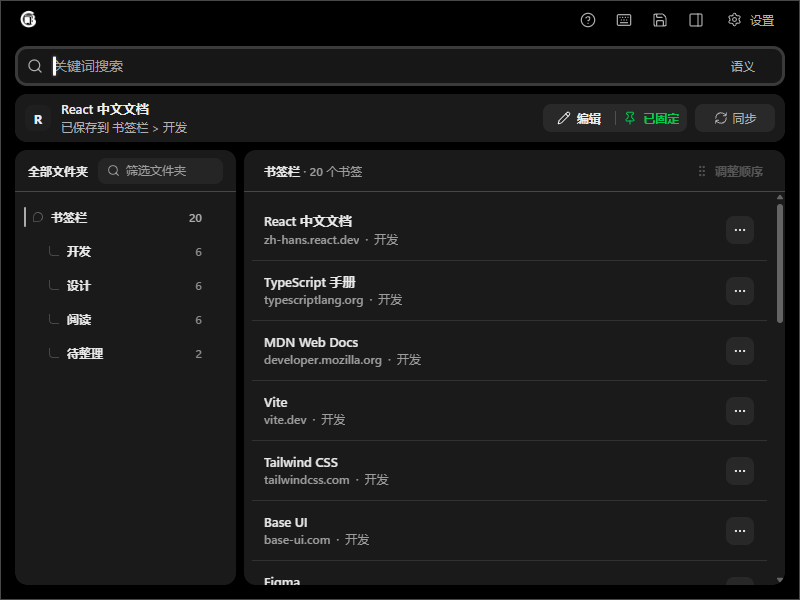 设置
关键词搜索 语义
R
React 中文文档
已保存到 书签栏 > 开发
编辑 已固定 同步
全部文件夹 筛选文件夹
书签栏 20
开发 6
设计 6
阅读 6
待整理 2
书签栏 · 20 个书签 调整顺序
React 中文文档
zh-hans.react.dev · 开发
TypeScript 手册
typescriptlang.org · 开发
MDN Web Docs
developer.mozilla.org · 开发
Vite
vite.dev · 开发
Tailwind CSS
tailwindcss.com · 开发
Base UI
base-ui.com · 开发
Figma